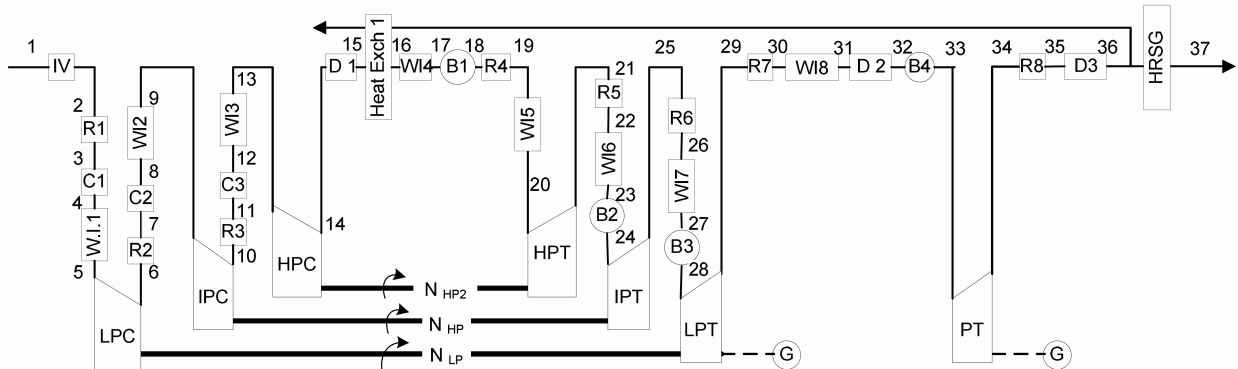 1
IV
2
R1
3
C1
4
W.I.1
5
LPC
9
WI2
8
C2
7
R2
6
IPC
13
WI3
12
C3
11
R3
10
HPC
14
D 1
15
Heat Exch 1
16
WI4
17
B1
18
R4
19
WI5
20
HPT
21
R5
22
WI6
23
B2
24
IPT
25
R6
26
WI7
27
B3
28
LPT
29
R7
30
WI8
31
D 2
32
B4
33
PT
34
R8
35
D3
36
HRSG
37
N HP2
N HP
N LP
G
G